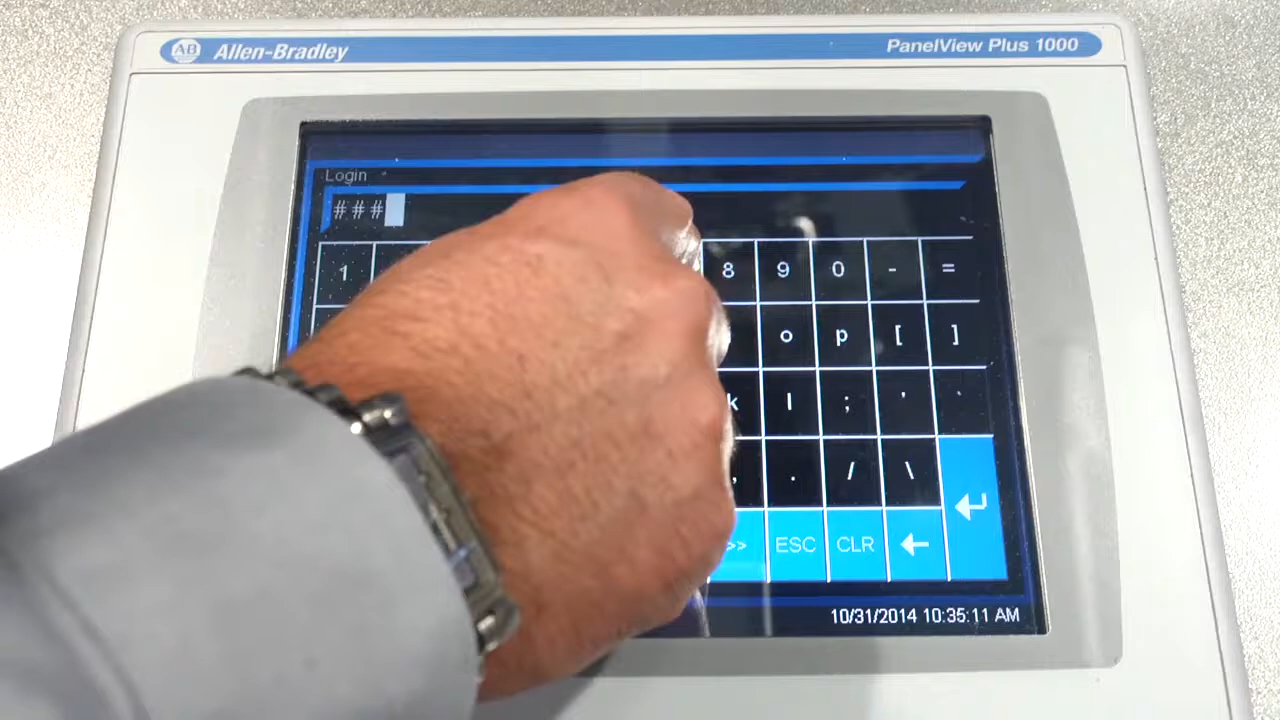 AB Allen-Bradley PanelView Plus 1000
Login
###
1 8 9 0 - =
o p [ ]
k l ; ' `
, . / \
>> ESC CLR
10/31/2014 10:35:11 AM